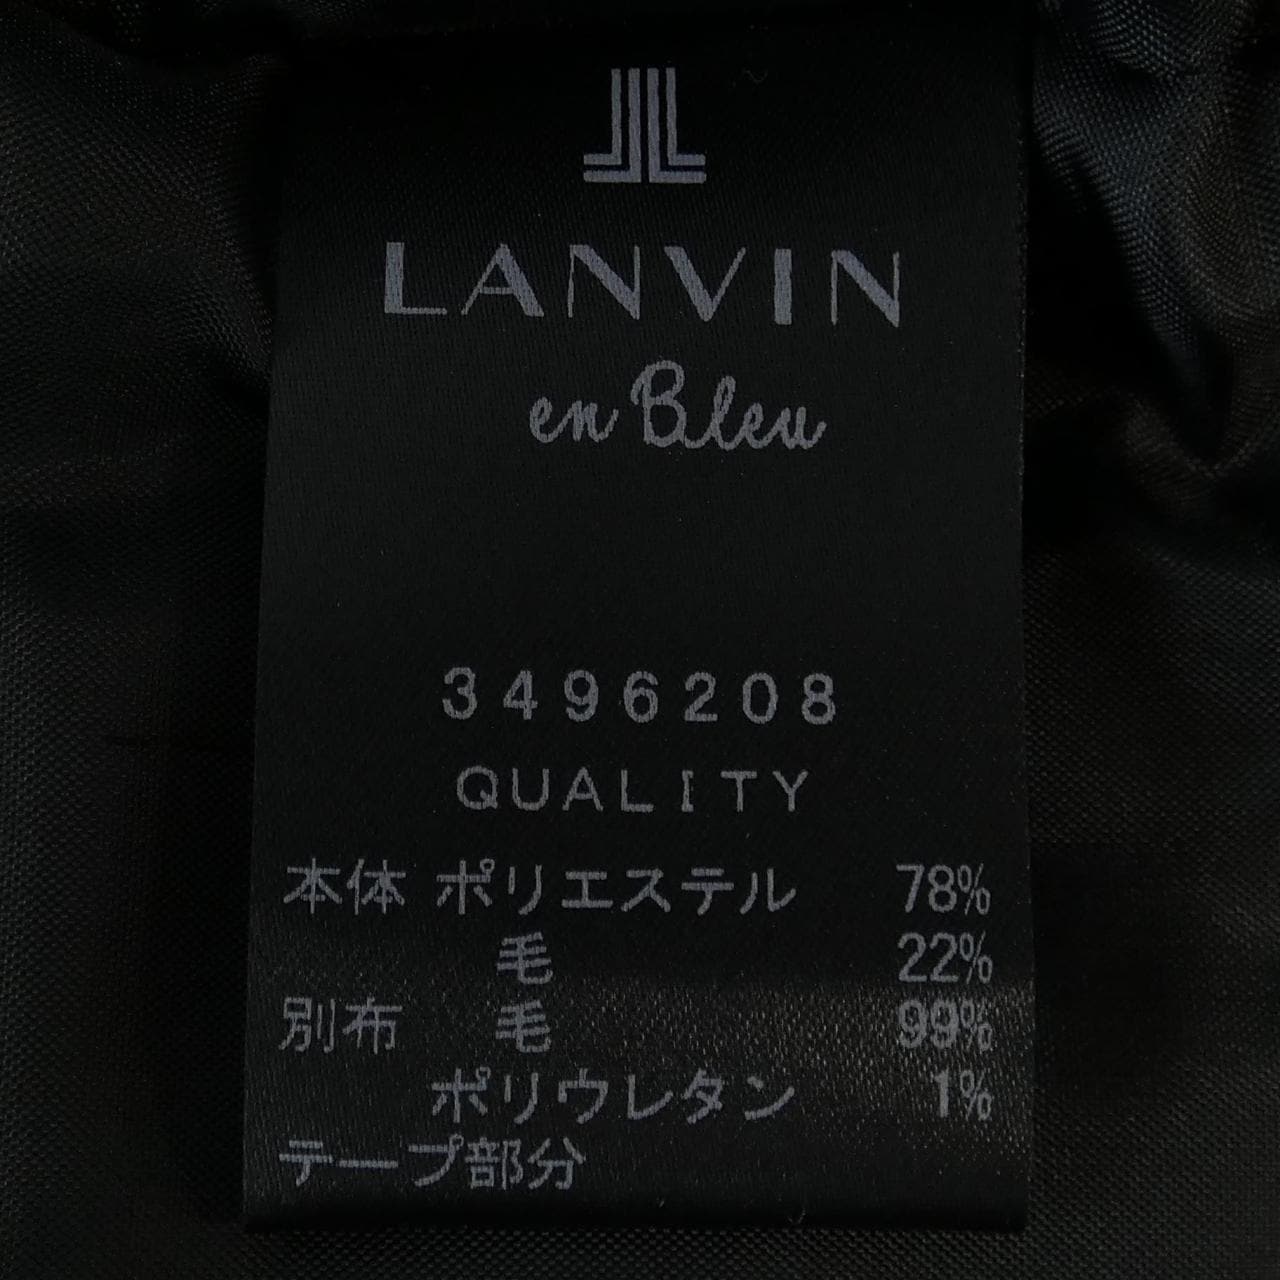 LANVIN
en Bleu
3496208
QUALITY
本体 ポリエステル 78%
毛 22%
別布 毛 99%
ポリウレタン 1%
テープ部分